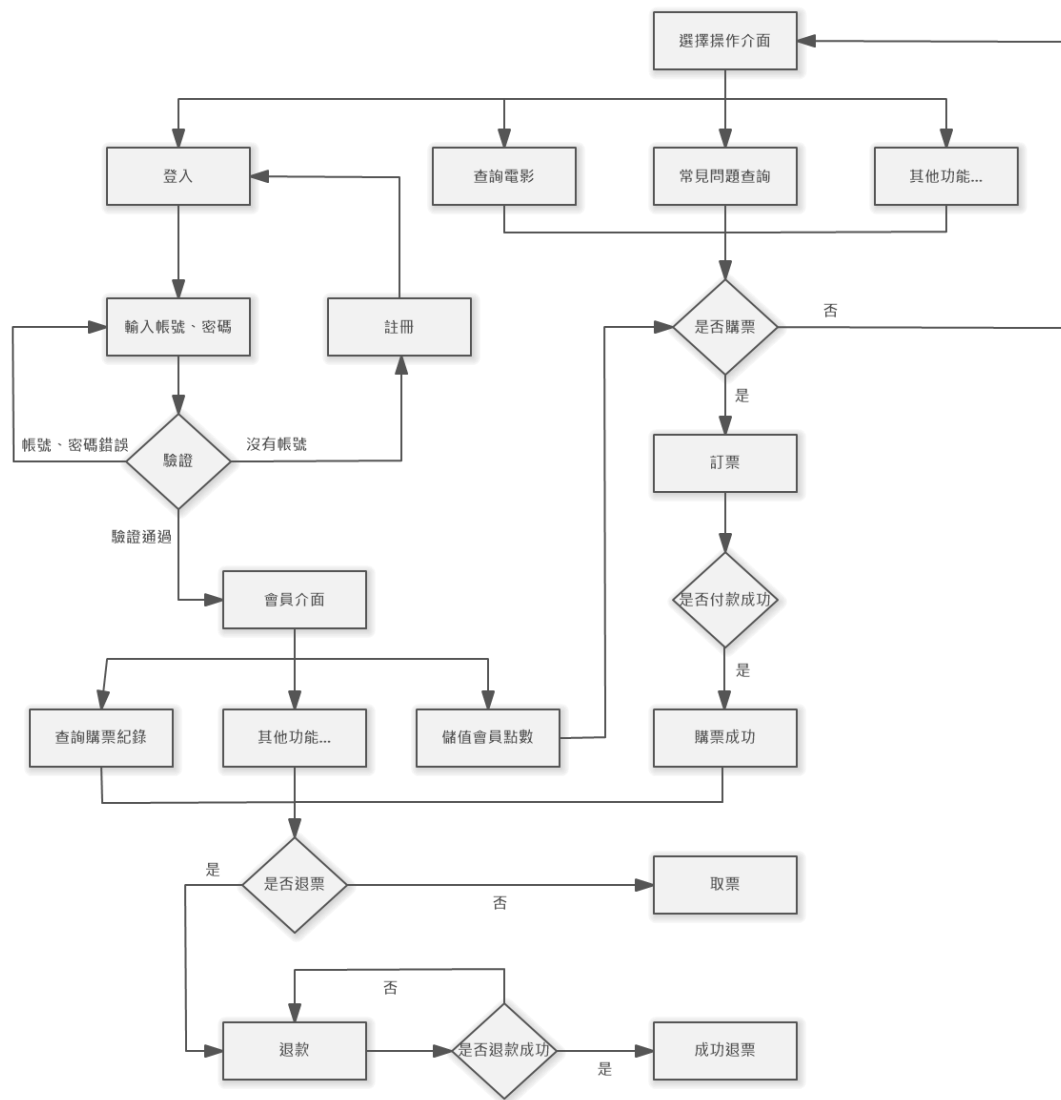 選擇操作介面
登入
查詢電影
常見問題查詢
其他功能...
輸入帳號、密碼
註冊
是否購票
否
是
帳號、密碼錯誤
驗證
沒有帳號
訂票
驗證通過
會員介面
是否付款成功
是
查詢購票紀錄
其他功能...
儲值會員點數
購票成功
是
是否退票
否
取票
否
退款
是否退款成功
是
成功退票